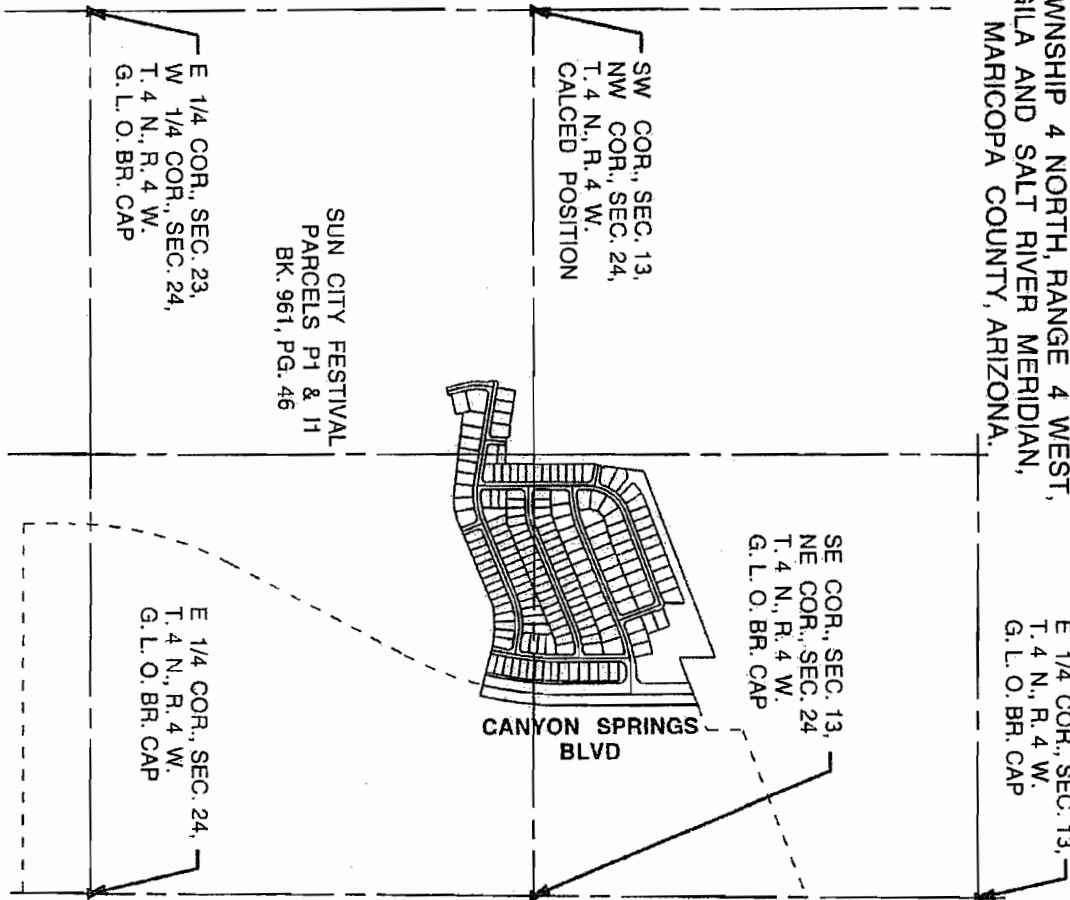 WNSHIP 4 NORTH, RANGE 4 WEST,
GILA AND SALT RIVER MERIDIAN,
MARICOPA COUNTY, ARIZONA.
E 1/4 COR., SEC. 13,
T. 4 N., R. 4 W.
G. L. O. BR. CAP
SW COR., SEC. 13,
NW COR., SEC. 24,
T. 4 N., R. 4 W.
CALCED POSITION
SE COR., SEC. 13,
NE COR., SEC. 24
T. 4 N., R. 4 W.
G. L. O. BR. CAP
CANYON SPRINGS
BLVD
SUN CITY FESTIVAL
PARCELS P1 & I1
BK. 961, PG. 46
E 1/4 COR., SEC. 23,
W 1/4 COR., SEC. 24,
T. 4 N., R. 4 W.
G. L. O. BR. CAP
E 1/4 COR., SEC. 24,
T. 4 N., R. 4 W.
G. L. O. BR. CAP